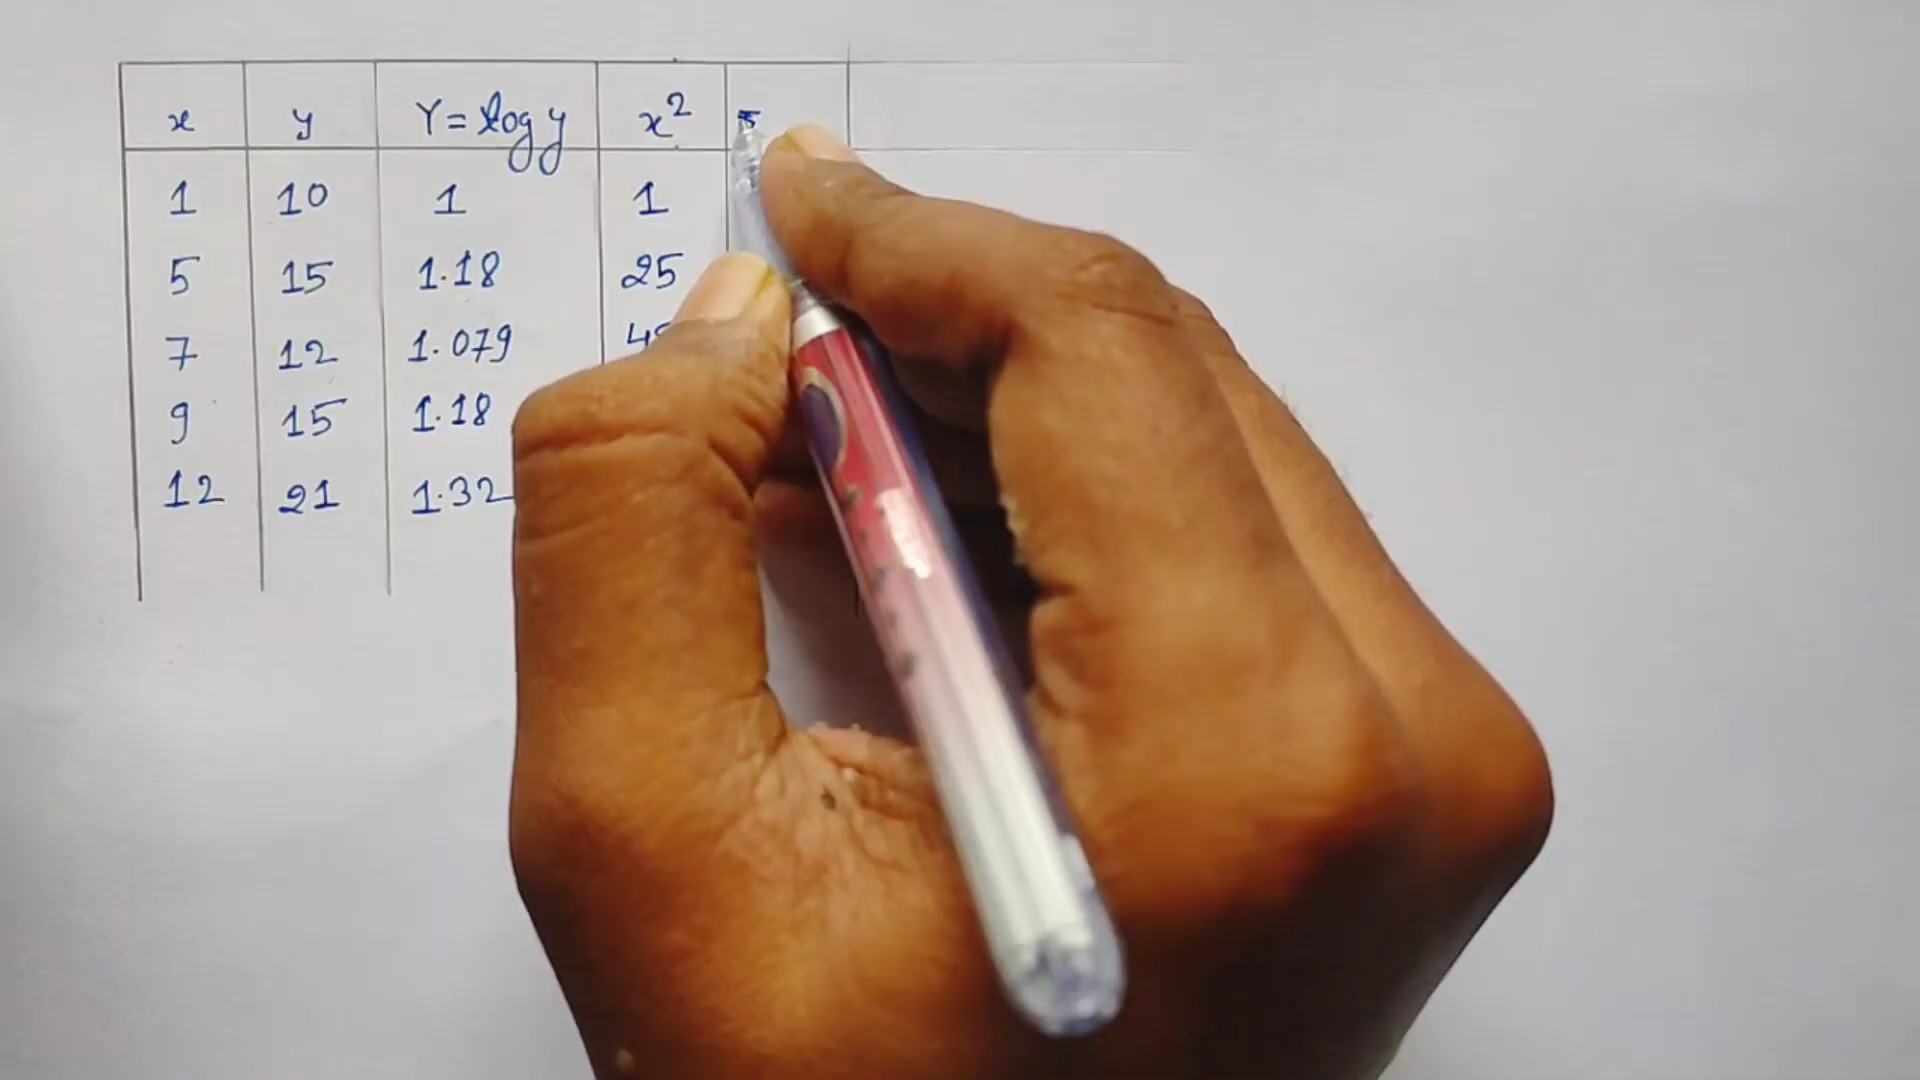 x y Y = log y x²
1 10 1 1
5 15 1.18 25
7 12 1.079
9 15 1.18
12 21 1.32